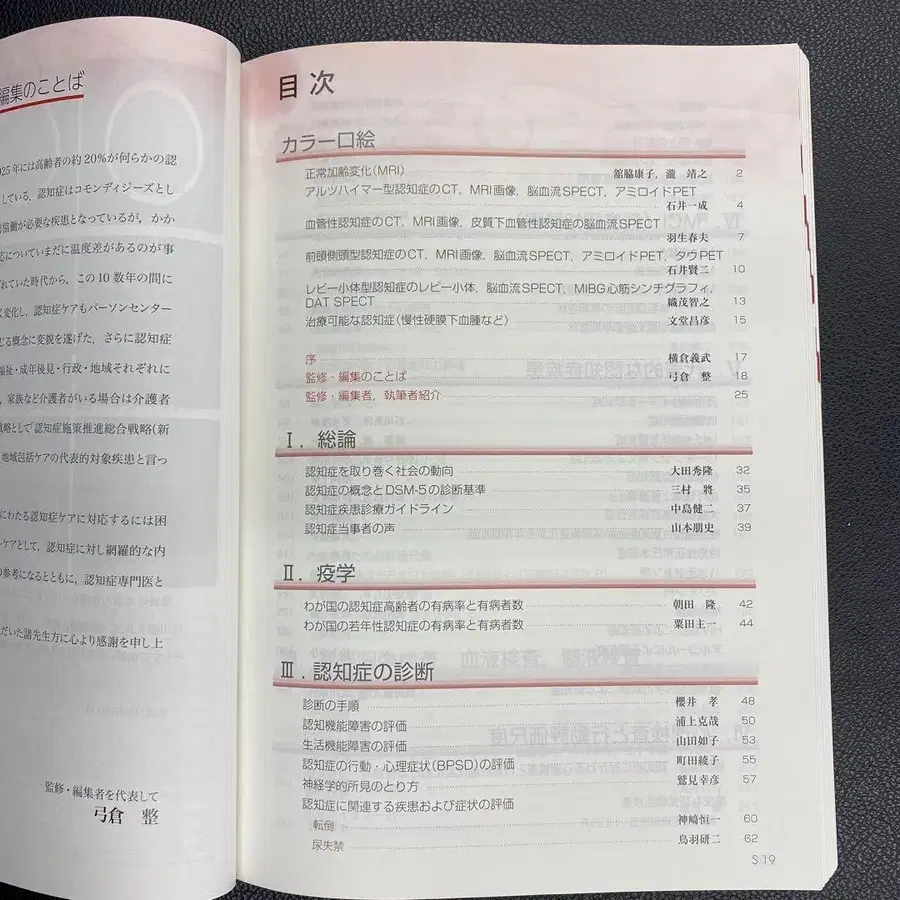 編集のことば
025年には高齢者の約20%が何らかの認
している,認知症はコモンディジーズとし
協働が必要な疾患となっているが,かか
応についていまだに温度差があるのが事
ばれていた時代から,この10数年の間に
変化し,認知症ケアもパーソンセンター
じる概念に変貌を遂げた.さらに認知症
福祉・成年後見・行政・地域それぞれに
,家族など介護者がいる場合は介護者
戦略として「認知症施策推進総合戦略(新
地域包括ケアの代表的対象疾患と言っ
にわたる認知症ケアに対応するには困
ケアとして,認知症に対し網羅的な内
の参考になるとともに,認知症専門医と
だいた諸先生方に心より感謝を申し上
監修・編集者を代表して
弓倉 整
目次
カラー口絵
正常加齢変化(MRI) 舘脇康子,瀧 靖之 2
アルツハイマー型認知症のCT,MRI画像,脳血流SPECT,アミロイドPET
石井一成 4
血管性認知症のCT,MRI画像,皮質下血管性認知症の脳血流SPECT
羽生春夫 7
前頭側頭型認知症のCT,MRI画像,脳血流SPECT,アミロイドPET,タウPET
石井賢二 10
レビー小体型認知症のレビー小体,脳血流SPECT,MIBG心筋シンチグラフィ,
DAT SPECT 織茂智之 13
治療可能な認知症(慢性硬膜下血腫など) 文堂昌彦 15
序 横倉義武 17
監修・編集のことば 弓倉 整 18
監修・編集者,執筆者紹介 25
Ⅰ.総論
認知症を取り巻く社会の動向 大田秀隆 32
認知症の概念とDSM-5の診断基準 三村 將 35
認知症疾患診療ガイドライン 中島健二 37
認知症当事者の声 山本朋史 39
Ⅱ.疫学
わが国の認知症高齢者の有病率と有病者数 朝田 隆 42
わが国の若年性認知症の有病率と有病者数 粟田主一 44
Ⅲ.認知症の診断
診断の手順 櫻井 孝 48
認知機能障害の評価 浦上克哉 50
生活機能障害の評価 山田如子 53
認知症の行動・心理症状(BPSD)の評価 町田綾子 55
神経学的所見のとり方 鷲見幸彦 57
認知症に関連する疾患および症状の評価
転倒 神﨑恒一 60
尿失禁 鳥羽研二 62
S 19